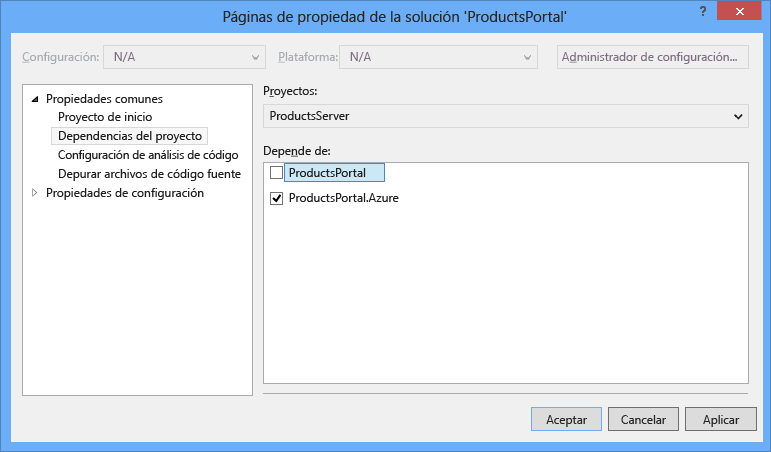 Páginas de propiedad de la solución 'ProductsPortal'
?
Configuración: N/A Plataforma: N/A Administrador de configuración...
Propiedades comunes
Proyecto de inicio
Dependencias del proyecto
Configuración de análisis de código
Depurar archivos de código fuente
Propiedades de configuración
Proyectos:
ProductsServer
Depende de:
ProductsPortal
ProductsPortal.Azure
Aceptar Cancelar Aplicar